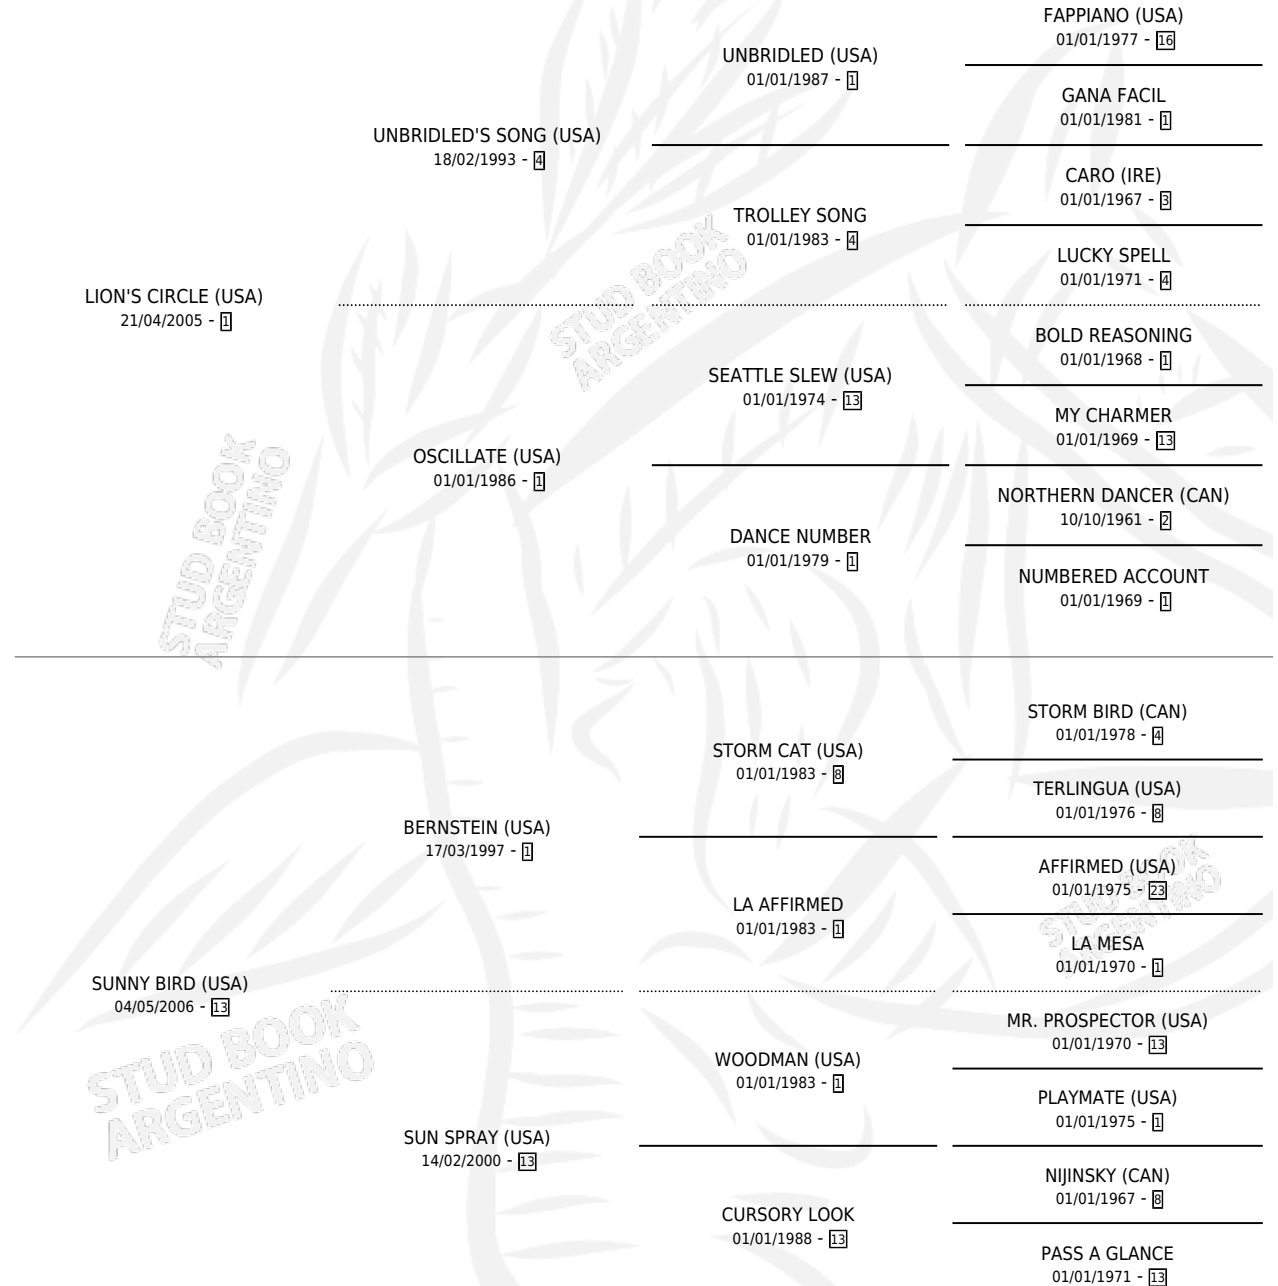 FAPPIANO (USA)
01/01/1977 - 16
UNBRIDLED (USA)
01/01/1987 - 1
GANA FACIL
01/01/1981 - 1
UNBRIDLED'S SONG (USA)
18/02/1993 - 4
CARO (IRE)
01/01/1967 - 3
TROLLEY SONG
01/01/1983 - 4
LUCKY SPELL
01/01/1971 - 4
LION'S CIRCLE (USA)
21/04/2005 - 1
BOLD REASONING
01/01/1968 - 1
SEATTLE SLEW (USA)
01/01/1974 - 13
MY CHARMER
01/01/1969 - 13
OSCILLATE (USA)
01/01/1986 - 1
NORTHERN DANCER (CAN)
10/10/1961 - 2
DANCE NUMBER
01/01/1979 - 1
NUMBERED ACCOUNT
01/01/1969 - 1
STUD BOOK
ARGENTINO
STUD BOOK
ARGENTINO
STORM BIRD (CAN)
01/01/1978 - 4
STORM CAT (USA)
01/01/1983 - 8
TERLINGUA (USA)
01/01/1976 - 8
BERNSTEIN (USA)
17/03/1997 - 1
AFFIRMED (USA)
01/01/1975 - 23
LA AFFIRMED
01/01/1983 - 1
LA MESA
01/01/1970 - 1
SUNNY BIRD (USA)
04/05/2006 - 13
MR. PROSPECTOR (USA)
01/01/1970 - 13
WOODMAN (USA)
01/01/1983 - 1
PLAYMATE (USA)
01/01/1975 - 1
SUN SPRAY (USA)
14/02/2000 - 13
NIJINSKY (CAN)
01/01/1967 - 8
CURSORY LOOK
01/01/1988 - 13
PASS A GLANCE
01/01/1971 - 13
STUD BOOK
ARGENTINO
STUD BOOK
ARGENTINO